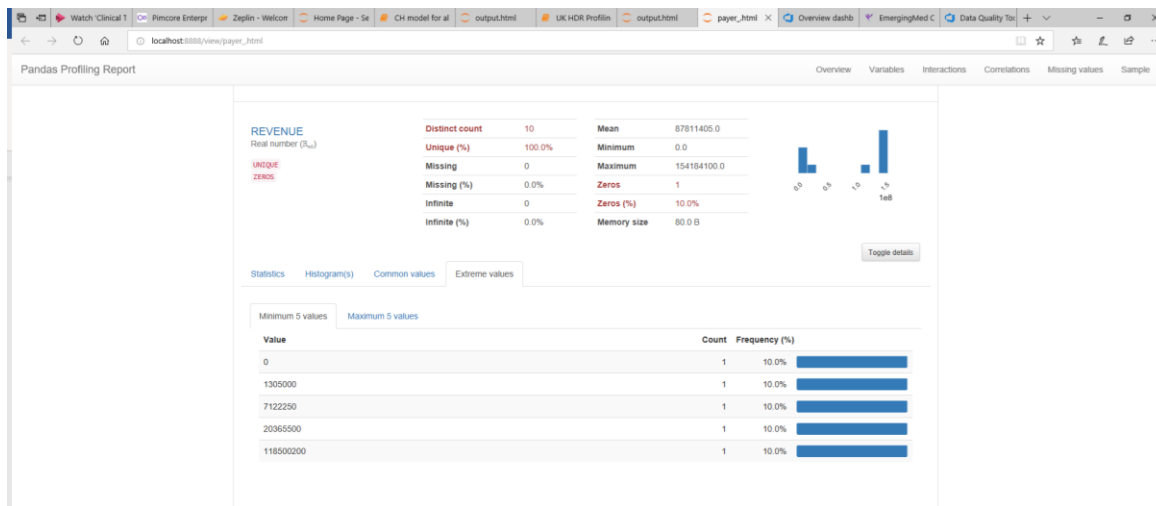 Watch 'Clinical T
Pimcore Enterpr
Zeplin - Welcom
Home Page - Se
CH model for al
output.html
UK HDR Profilin
output.html
payer_.html
Overview dashb
EmergingMed C
Data Quality Too
localhost:8888/view/payer_.html
Pandas Profiling Report
Overview Variables Interactions Correlations Missing values Sample
REVENUE
Real number (ℝ≥0)
UNIQUE
ZEROS
Distinct count 10
Unique (%) 100.0%
Missing 0
Missing (%) 0.0%
Infinite 0
Infinite (%) 0.0%
Mean 87811405.0
Minimum 0.0
Maximum 154184100.0
Zeros 1
Zeros (%) 10.0%
Memory size 80.0 B
0.0 0.5 1.0 1.5
1e8
Toggle details
Statistics Histogram(s) Common values Extreme values
Minimum 5 values Maximum 5 values
Value Count Frequency (%)
0 1 10.0%
1305000 1 10.0%
7122250 1 10.0%
20365500 1 10.0%
118500200 1 10.0%